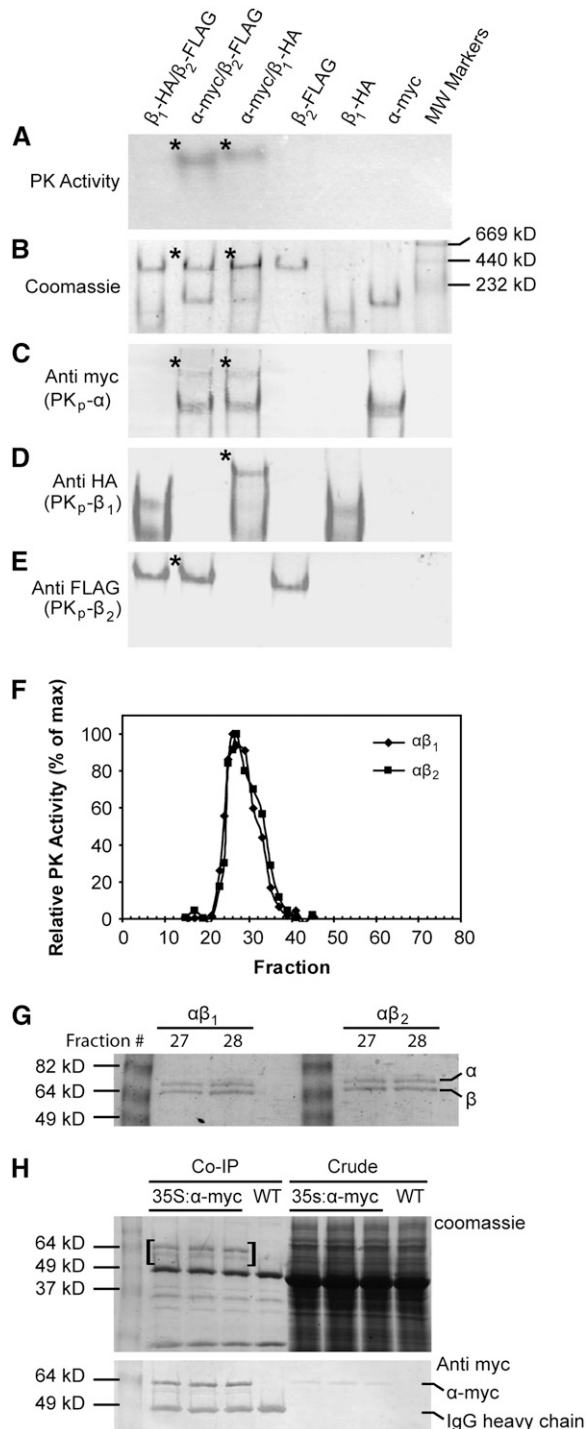 β1-HA/β2-FLAG
α-myc/β2-FLAG
α-myc/β1-HA
β2-FLAG
β1-HA
α-myc
MW Markers
A
PK Activity
* *
B
Coomassie
* *
669 kD
440 kD
232 kD
C
Anti myc
(PKp-α)
* *
D
Anti HA
(PKp-β1)
*
E
Anti FLAG
(PKp-β2)
*
F
Relative PK Activity (% of max)
100
80
60
40
20
0
αβ1
αβ2
0 10 20 30 40 50 60 70 80
Fraction
G
αβ1 αβ2
Fraction # 27 28 27 28
82 kD
64 kD
49 kD
α
β
H
Co-IP Crude
35S:α-myc WT 35s:α-myc WT
coomassie
64 kD
49 kD
37 kD
[ ]
Anti myc
64 kD
α-myc
49 kD
IgG heavy chain